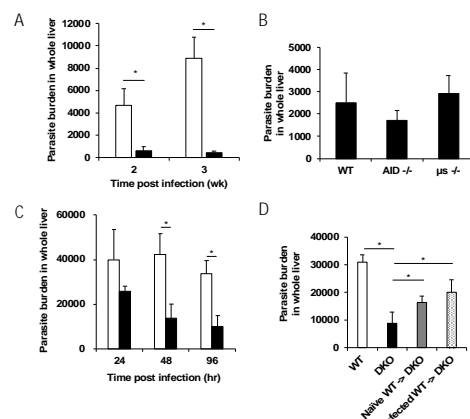 A
Parasite burden in whole liver
12000
10000
8000
6000
4000
2000
0
*
*
2
3
Time post infection (wk)
B
Parasite burden
in whole liver
5000
4000
3000
2000
1000
0
WT
AID -/-
µs -/-
C
Parasite burden in whole liver
60000
40000
20000
0
*
*
24
48
96
Time post infection (hr)
D
Parasite burden
in whole liver
40000
30000
20000
10000
0
*
*
*
WT
DKO
Naïve WT -> DKO
WT -> DKO